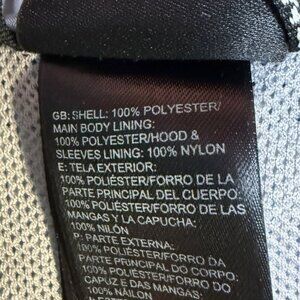 GB: SHELL: 100% POLYESTER/
MAIN BODY LINING:
100% POLYESTER/HOOD &
SLEEVES LINING: 100% NYLON
E: TELA EXTERIOR:
100% POLIÉSTER/FORRO DE LA
PARTE PRINCIPAL DEL CUERPO:
100% POLIÉSTER/FORRO DE LAS
MANGAS Y LA CAPUCHA:
100% NILÓN
P: PARTE EXTERNA:
100% POLIÉSTER/FORRO DA
PARTE PRINCIPAL DO CORPO:
100% POLIÉSTER/FORRO DO
CAPUZ E DAS MANGAS:
100% NÁILON